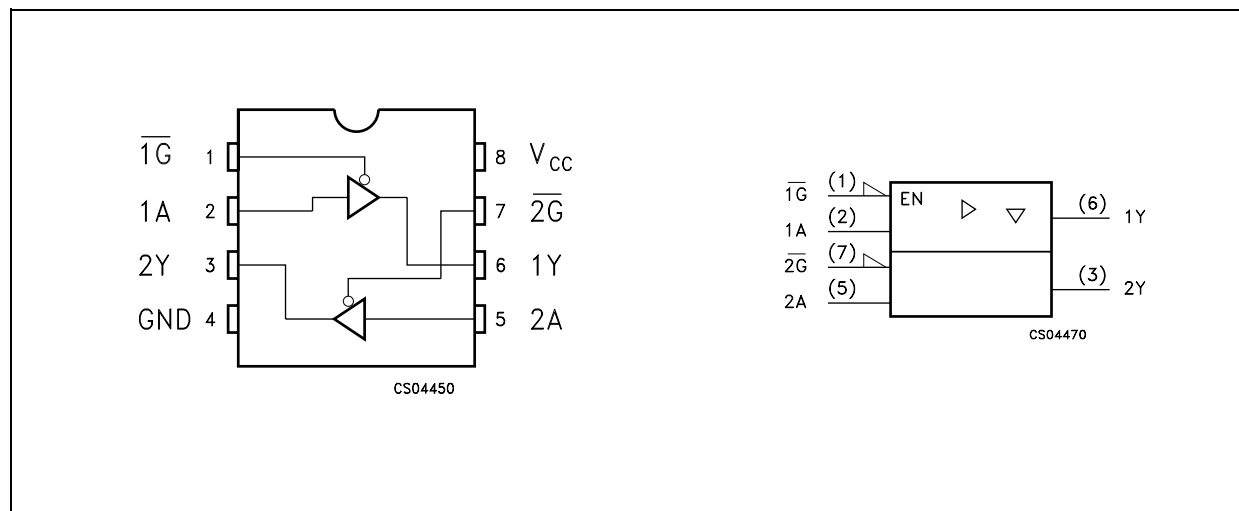 1G 1 8 VCC
1A 2 7 2G
2Y 3 6 1Y
GND 4 5 2A
CS04450
1G (1) EN (6) 1Y
1A (2)
2G (7) (3) 2Y
2A (5)
CS04470